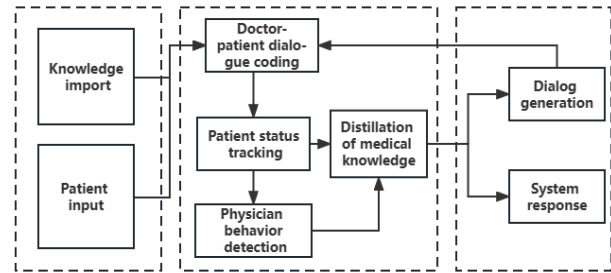 Knowledge
import
Patient
input
Doctor-
patient dialo-
gue coding
Patient status
tracking
Physician
behavior
detection
Distillation
of medical
knowledge
Dialog
generation
System
response